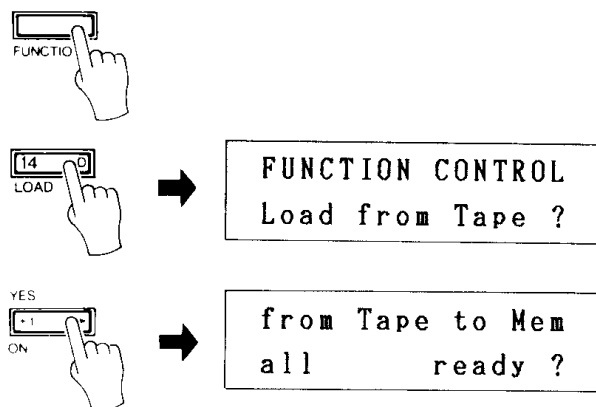 FUNCTIO
14 D
LOAD
FUNCTION CONTROL
Load from Tape ?
YES
+1
ON
from Tape to Mem
all ready ?